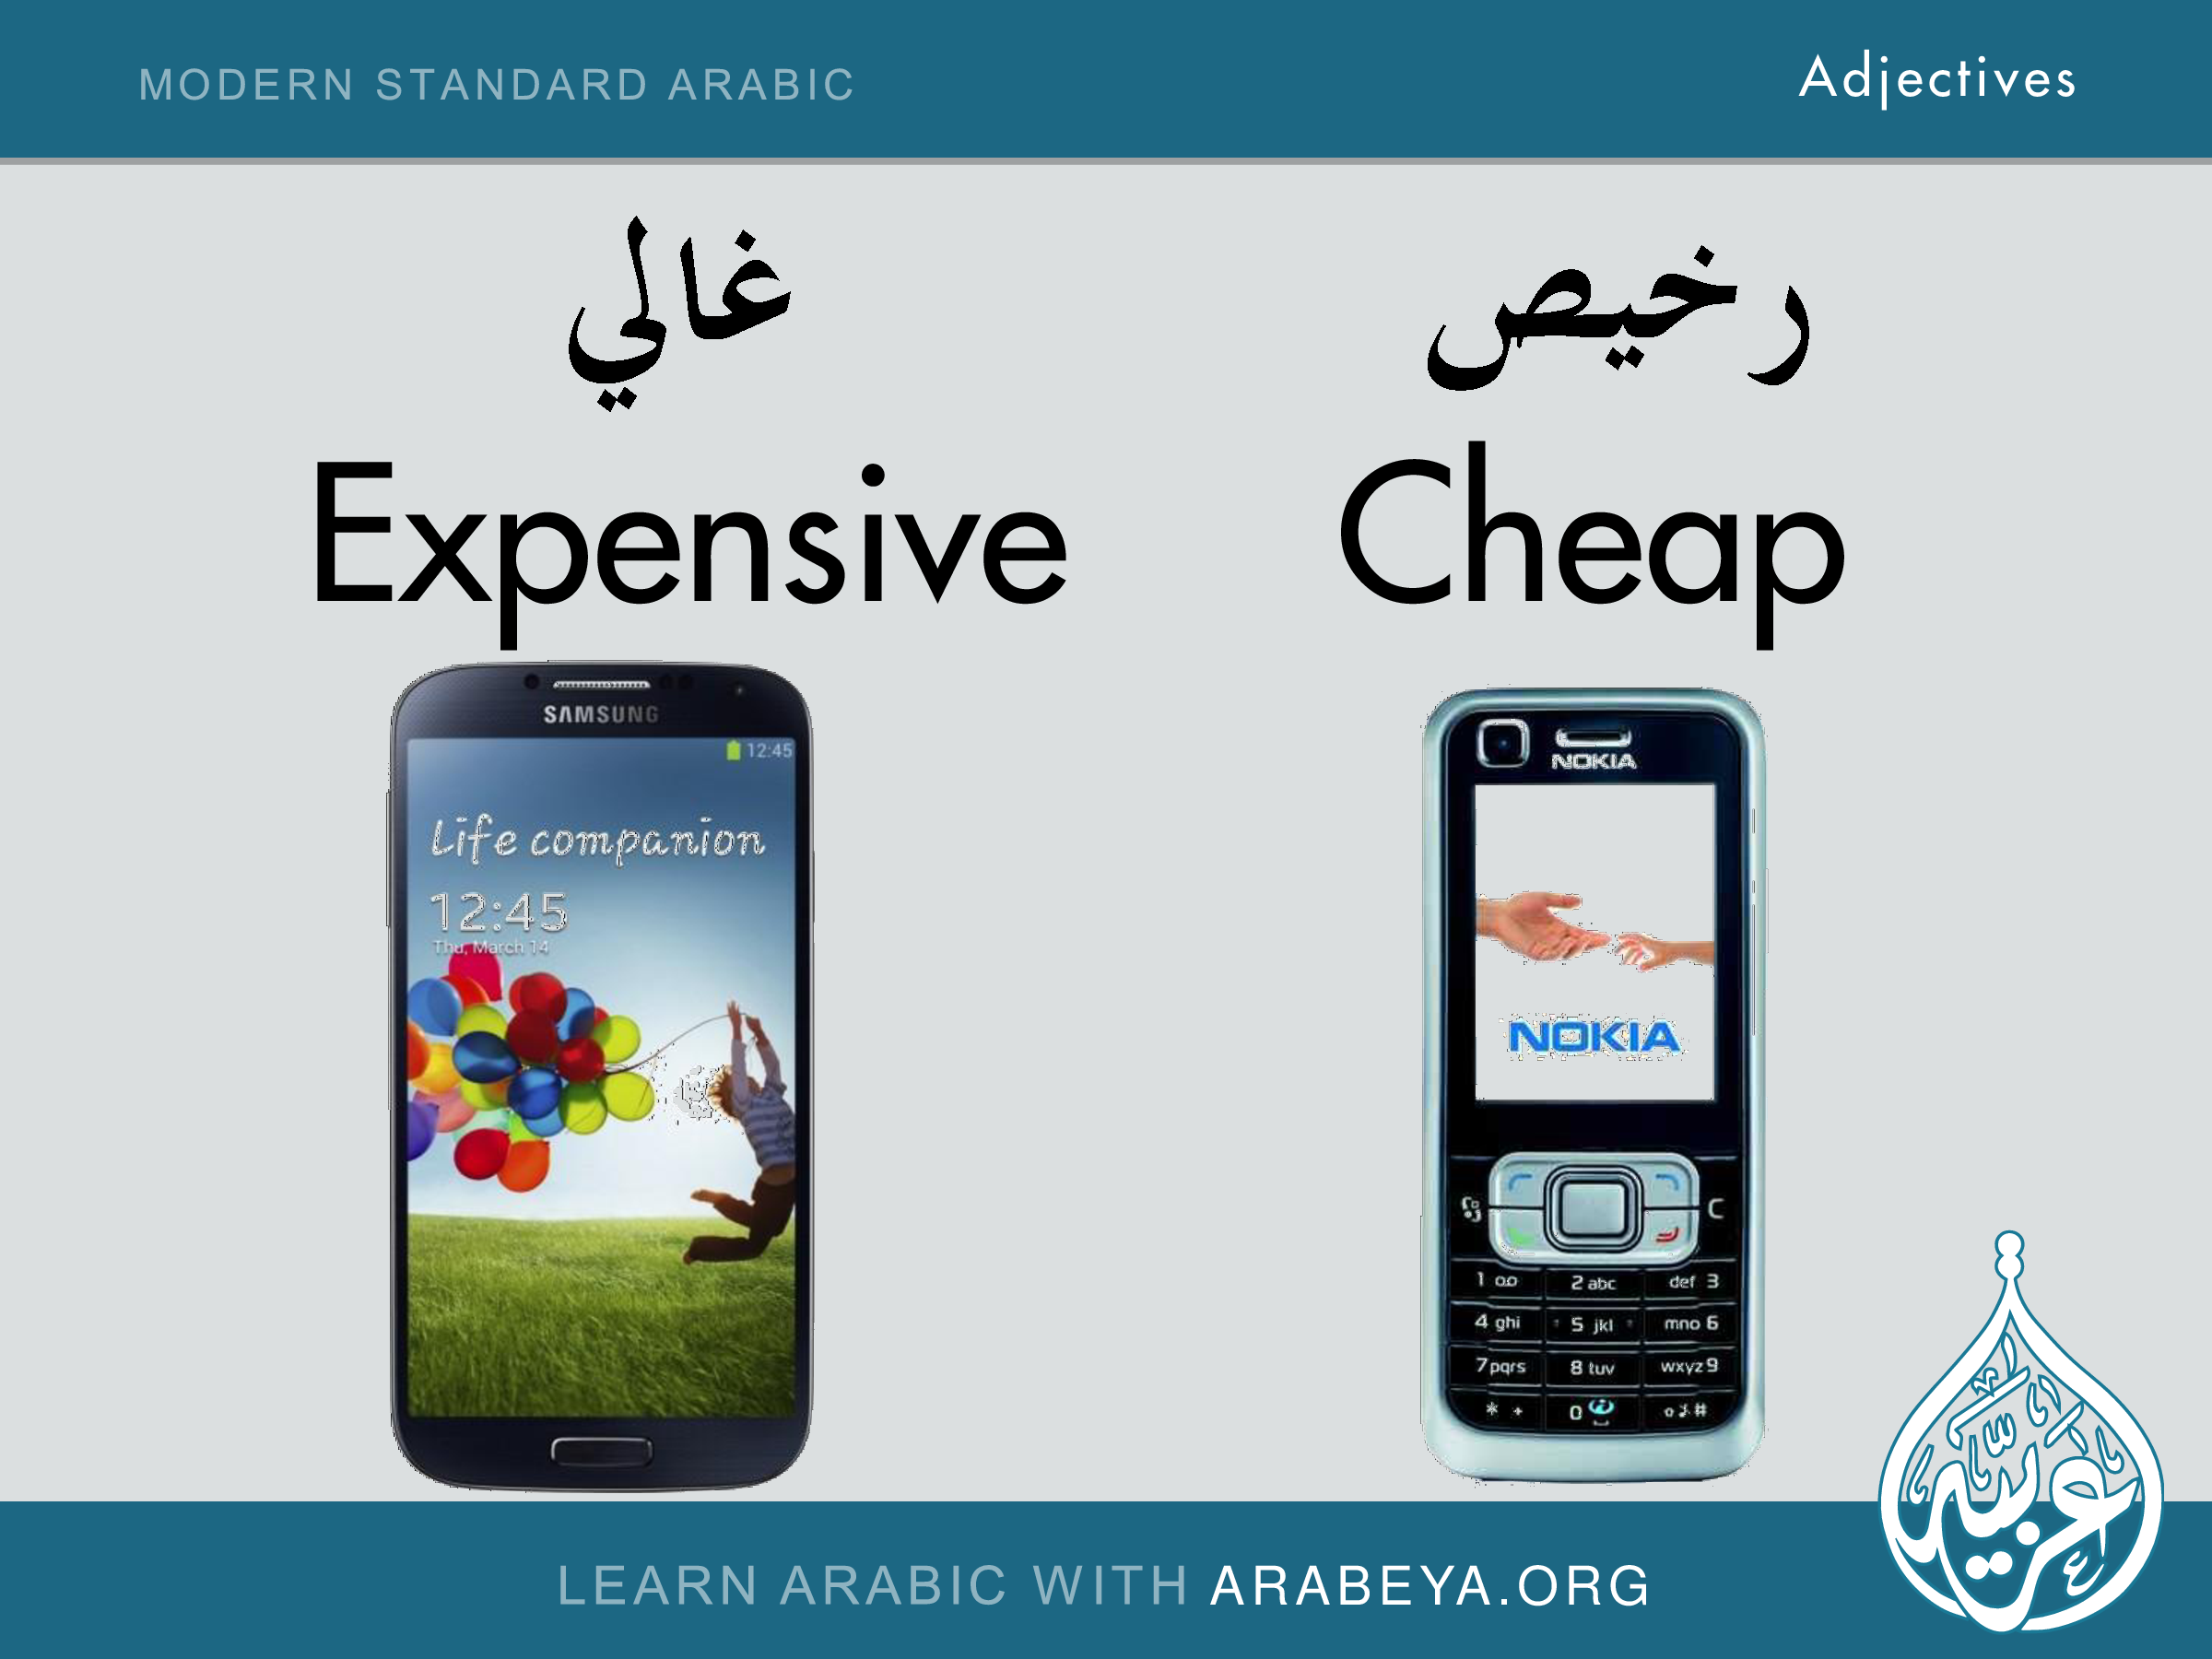 MODERN STANDARD ARABIC
Adjectives
غالي
رخيص
Expensive
Cheap
SAMSUNG
12:45
Life companion
12:45
Thu, March 14
NOKIA
NOKIA
C
1
2 abc
def 3
4 ghi
5 jkl
mno 6
7 pqrs
8 tuv
wxyz 9
* +
0
#
عربية
LEARN ARABIC WITH ARABEYA.ORG